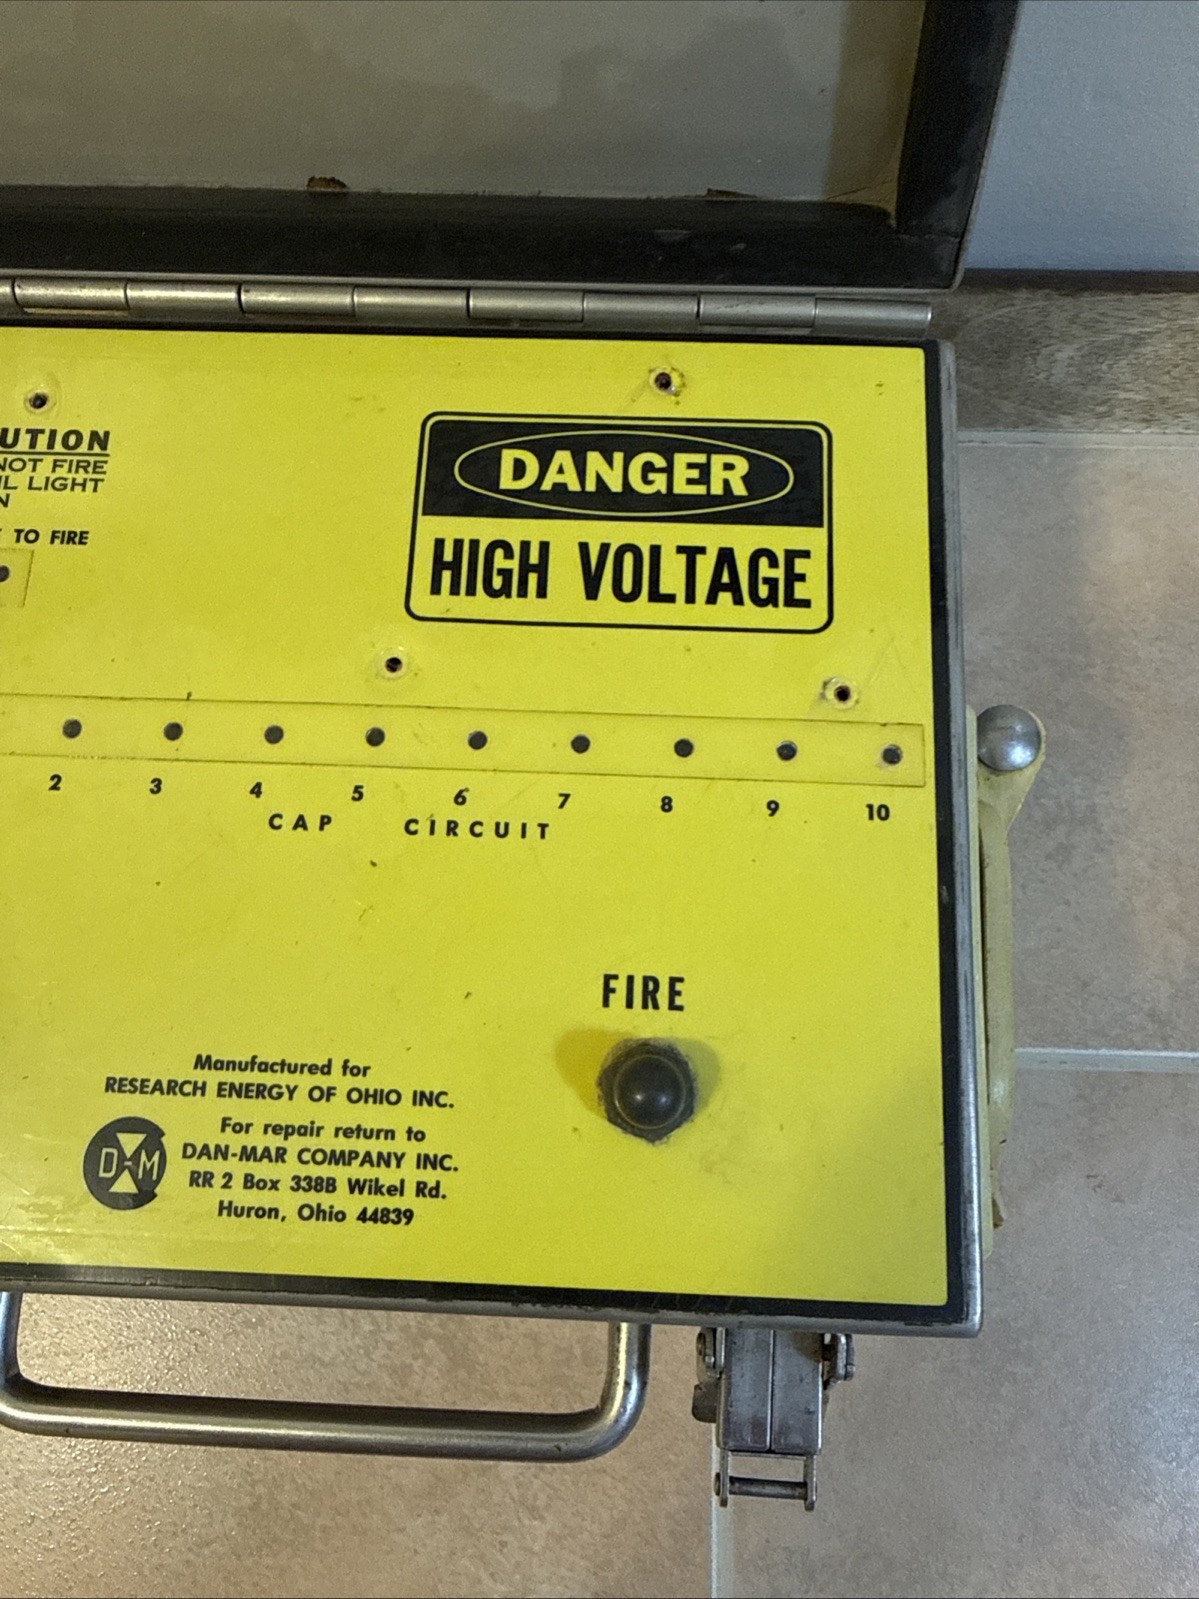 UTION
NOT FIRE
IL LIGHT
N
TO FIRE
DANGER
HIGH VOLTAGE
2 3 4 5 6 7 8 9 10
CAP CIRCUIT
FIRE
Manufactured for
RESEARCH ENERGY OF OHIO INC.
For repair return to
DAN-MAR COMPANY INC.
RR 2 Box 338B Wikel Rd.
Huron, Ohio 44839
D M